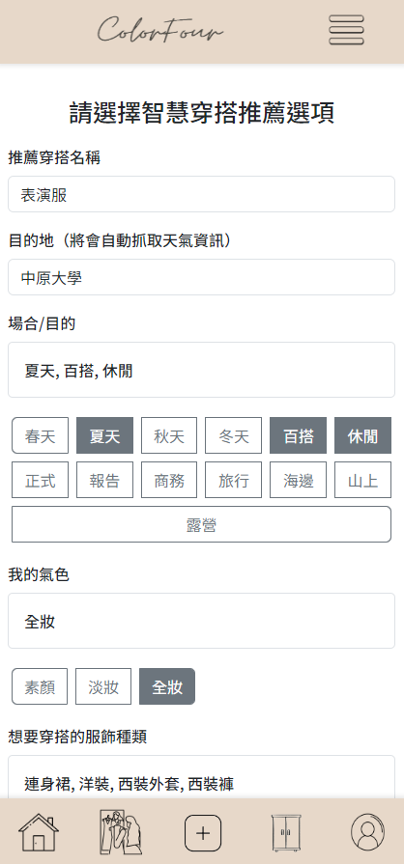 ColorFour
請選擇智慧穿搭推薦選項
推薦穿搭名稱
表演服
目的地（將會自動抓取天氣資訊）
中原大學
場合/目的
夏天, 百搭, 休閒
春天 夏天 秋天 冬天 百搭 休閒
正式 報告 商務 旅行 海邊 山上
露營
我的氣色
全妝
素顏 淡妝 全妝
想要穿搭的服飾種類
連身裙, 洋裝, 西裝外套, 西裝褲